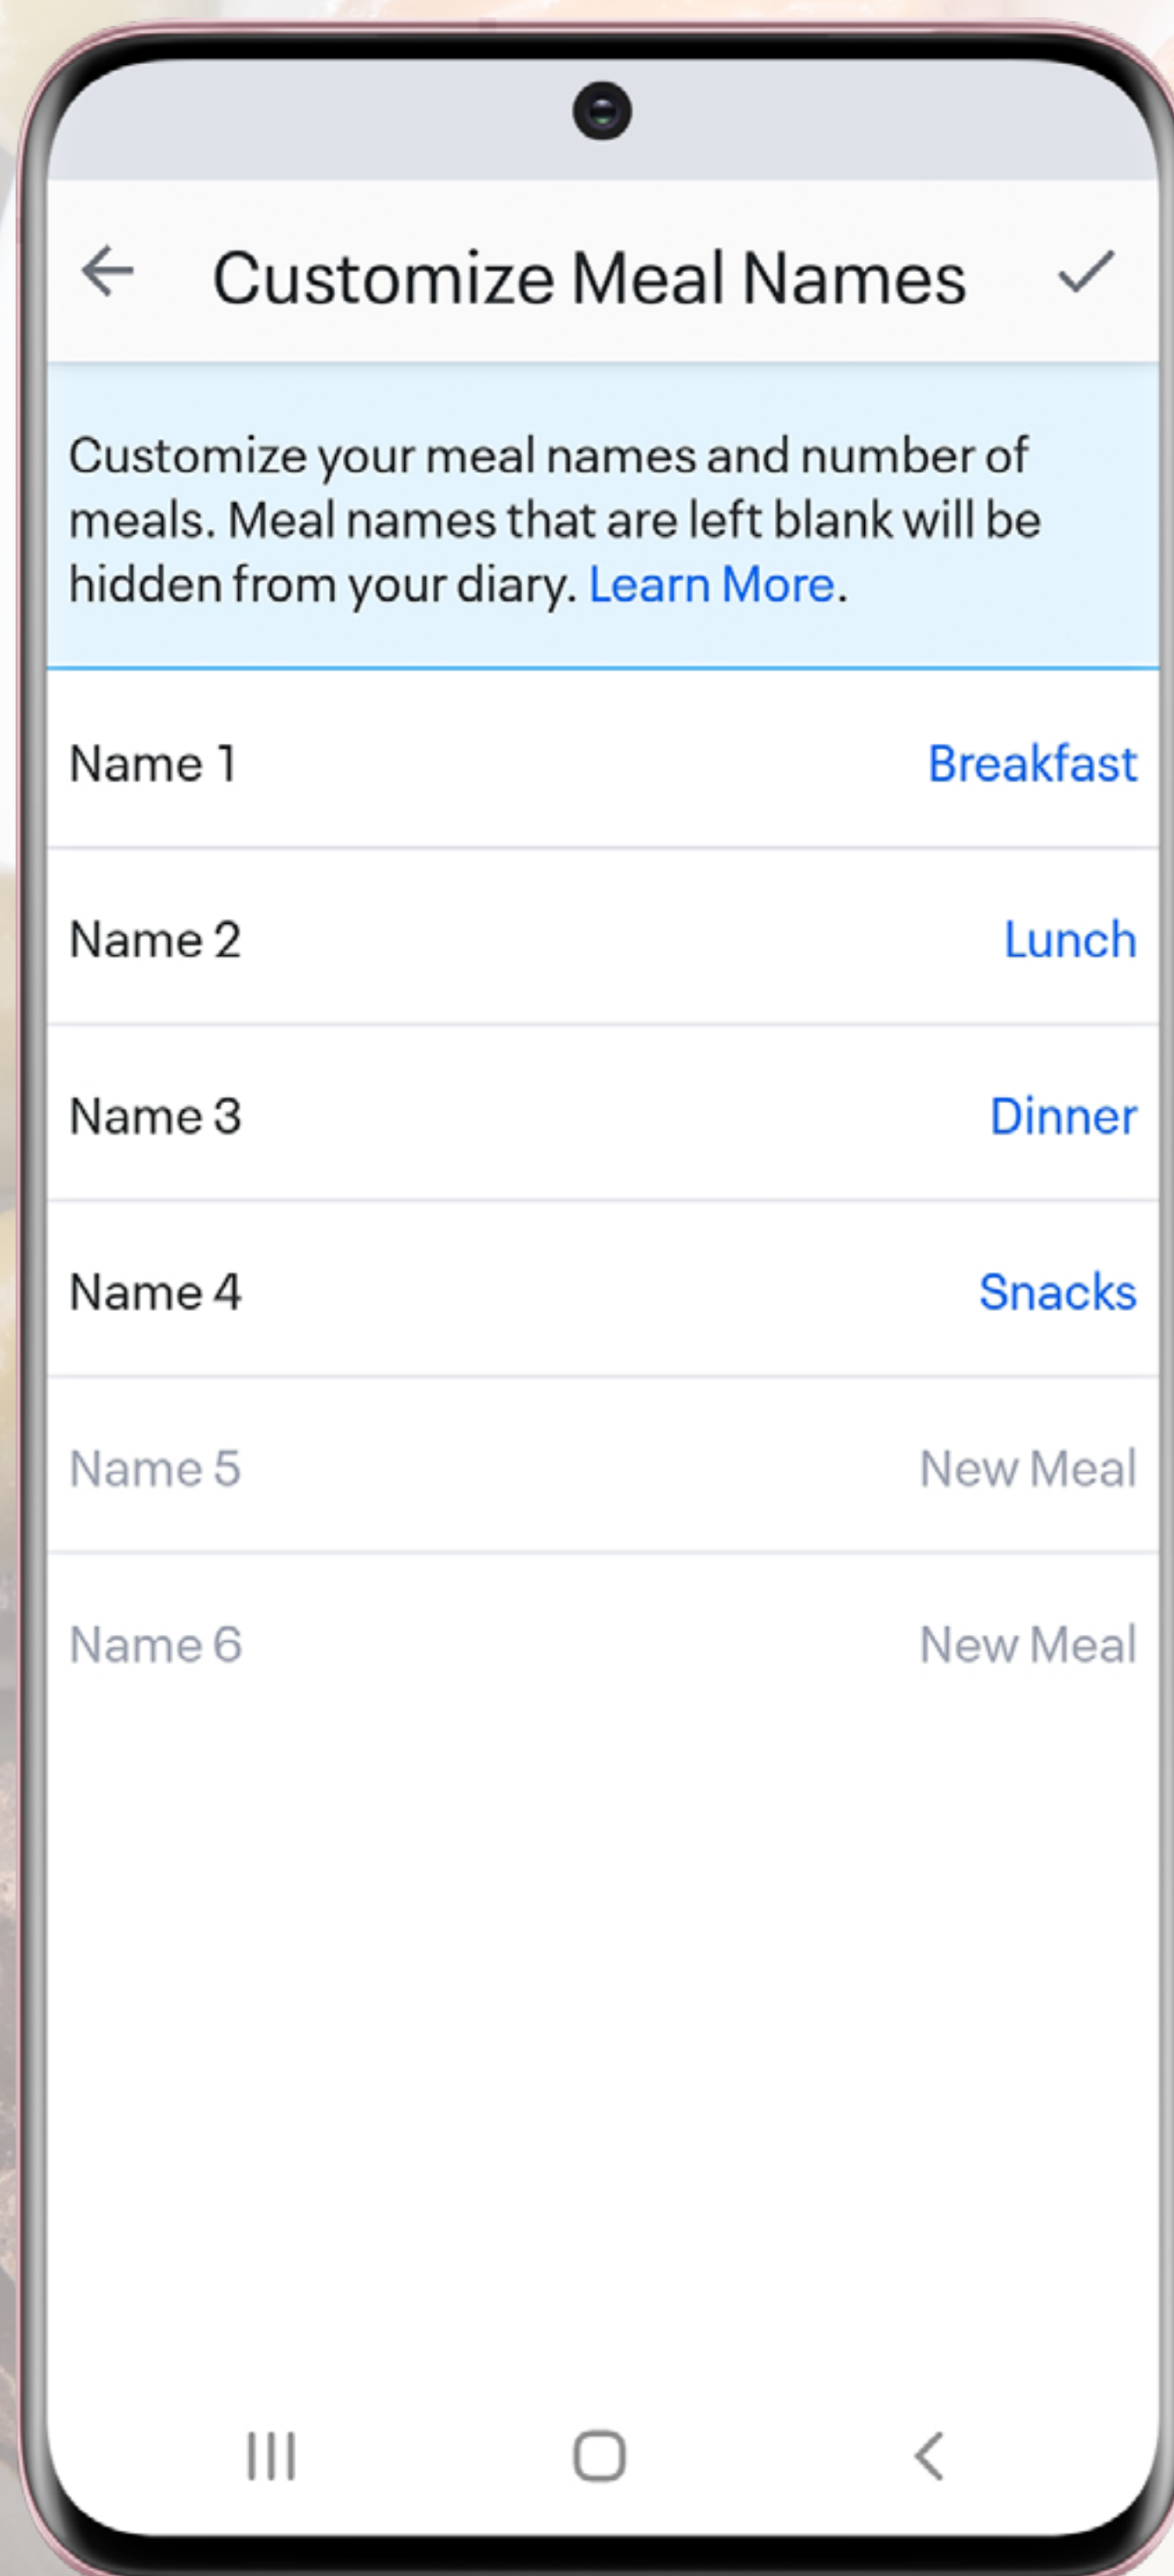 Customize Meal Names
Customize your meal names and number of
meals. Meal names that are left blank will be
hidden from your diary. Learn More.
Name 1 Breakfast
Name 2 Lunch
Name 3 Dinner
Name 4 Snacks
Name 5 New Meal
Name 6 New Meal